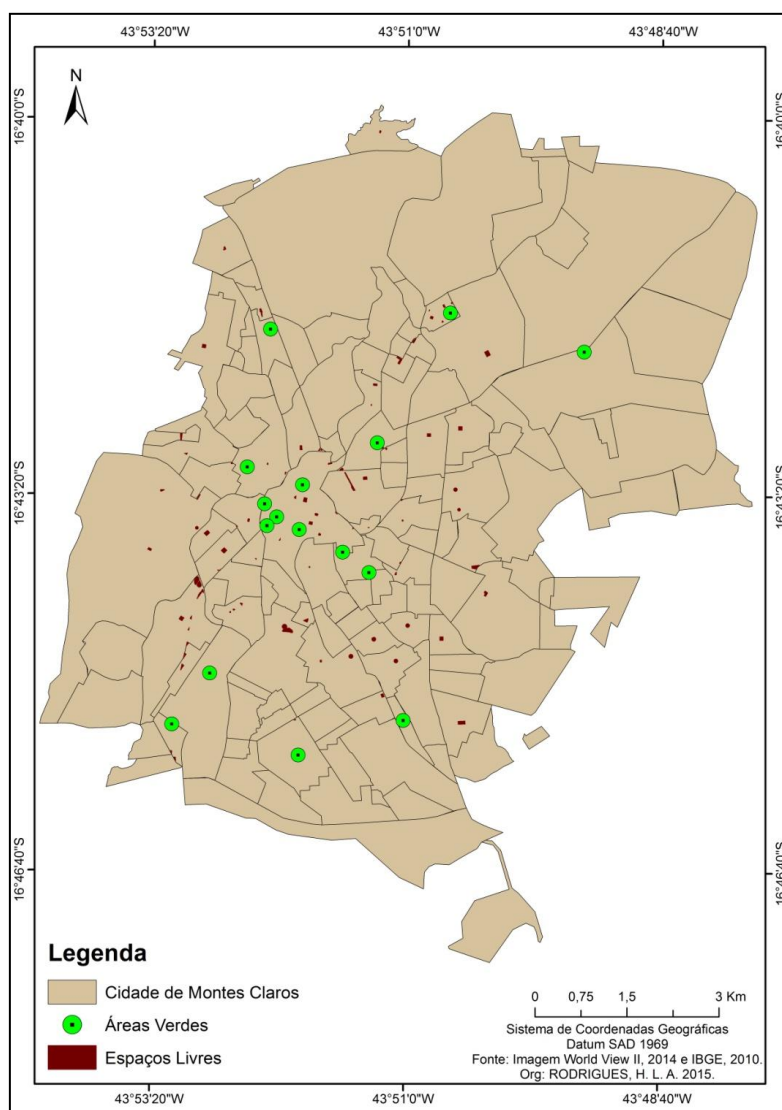 43°53'20"W 43°51'0"W 43°48'40"W
N
16°40'0"S 16°40'0"S
16°43'20"S 16°43'20"S
16°46'40"S 16°46'40"S
Legenda
Cidade de Montes Claros
Áreas Verdes
Espaços Livres
0 0,75 1,5 3 Km
Sistema de Coordenadas Geográficas
Datum SAD 1969
Fonte: Imagem World View II, 2014 e IBGE, 2010.
Org: RODRIGUES, H. L. A. 2015.
43°53'20"W 43°51'0"W 43°48'40"W